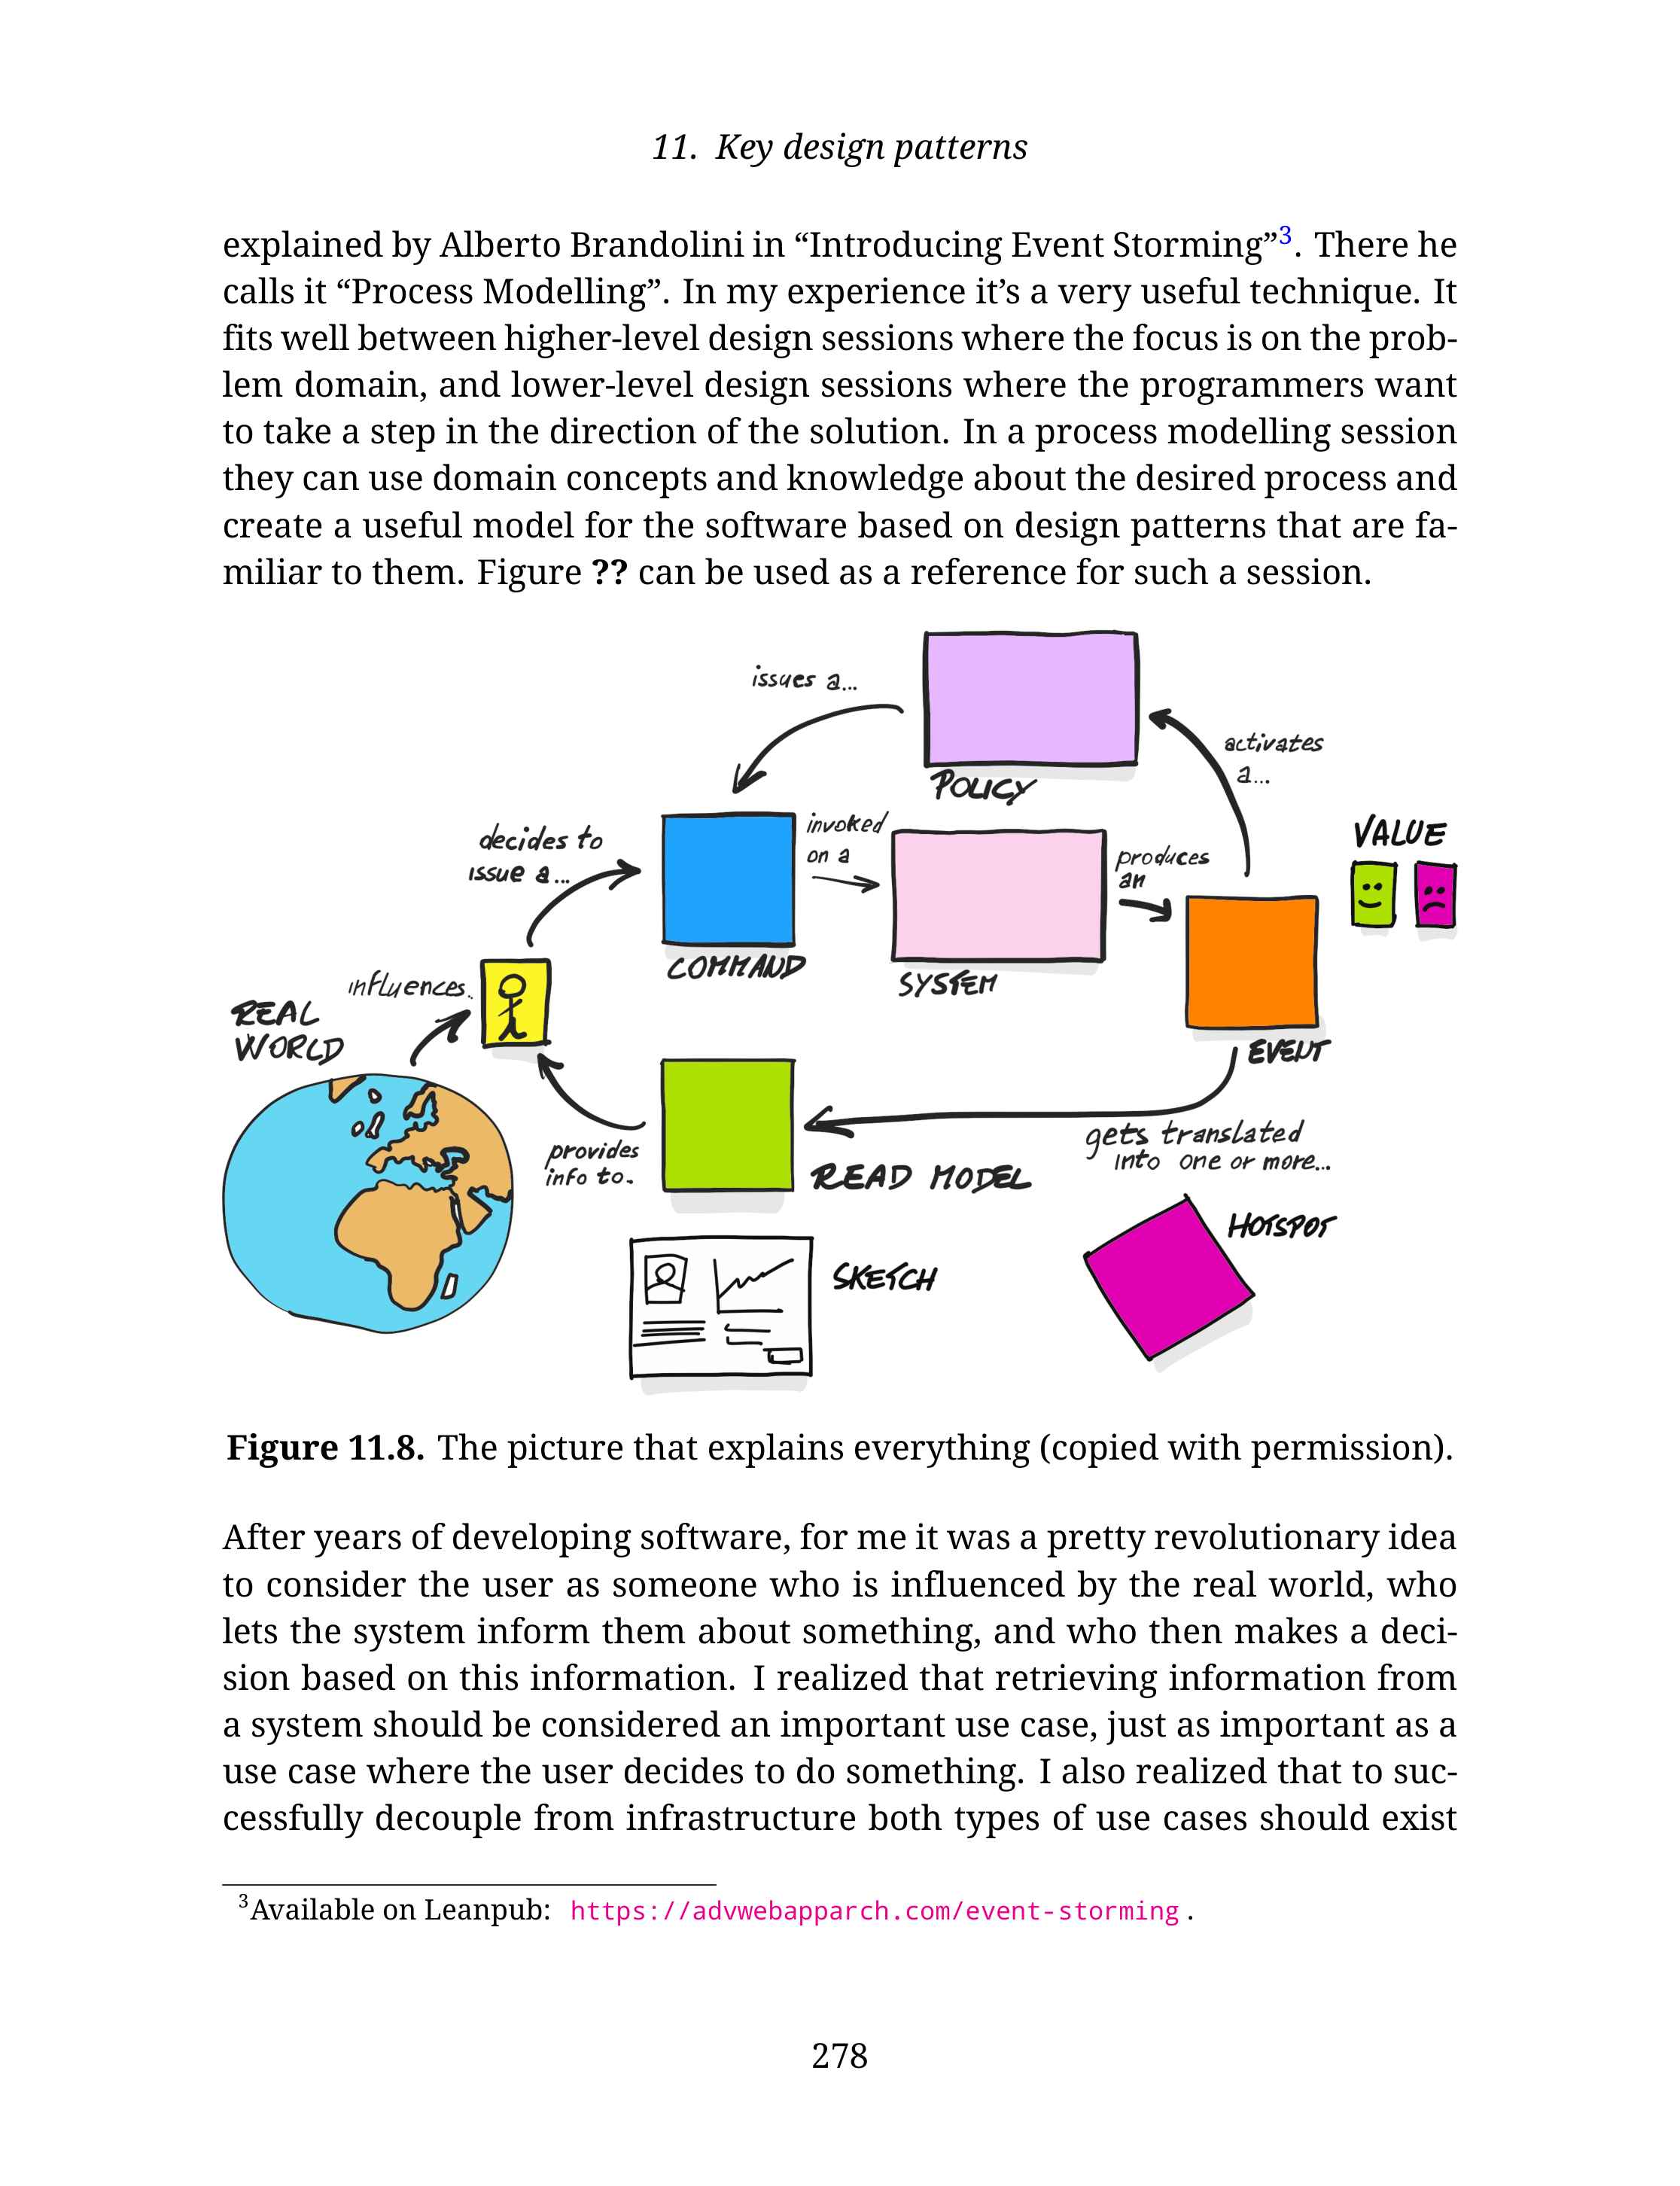 11. Key design patterns
explained by Alberto Brandolini in “Introducing Event Storming”3. There he
calls it “Process Modelling”. In my experience it’s a very useful technique. It
fits well between higher-level design sessions where the focus is on the prob-
lem domain, and lower-level design sessions where the programmers want
to take a step in the direction of the solution. In a process modelling session
they can use domain concepts and knowledge about the desired process and
create a useful model for the software based on design patterns that are fa-
miliar to them. Figure ?? can be used as a reference for such a session.
issues a...
activates
a...
POLICY
decides to
issue a...
invoked
on a
produces
an
VALUE
COMMAND
SYSTEM
influences..
REAL
WORLD
EVENT
provides
info to..
READ MODEL
gets translated
into one or more...
HOTSPOT
SKETCH
Figure 11.8. The picture that explains everything (copied with permission).
After years of developing software, for me it was a pretty revolutionary idea
to consider the user as someone who is influenced by the real world, who
lets the system inform them about something, and who then makes a deci-
sion based on this information. I realized that retrieving information from
a system should be considered an important use case, just as important as a
use case where the user decides to do something. I also realized that to suc-
cessfully decouple from infrastructure both types of use cases should exist
3Available on Leanpub: https://advwebapparch.com/event-storming .
278